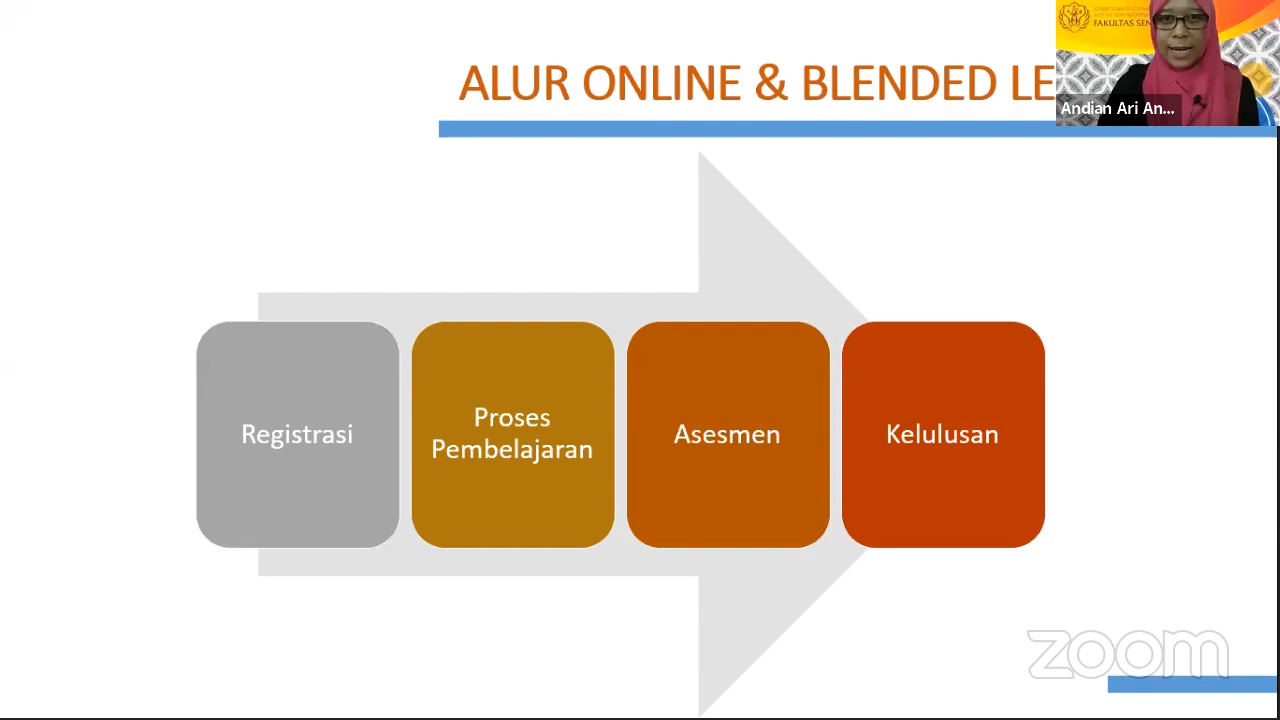 ALUR ONLINE & BLENDED LE
FAKULTAS SEN
Andian Ari An...
Registrasi
Proses
Pembelajaran
Asesmen
Kelulusan
zoom